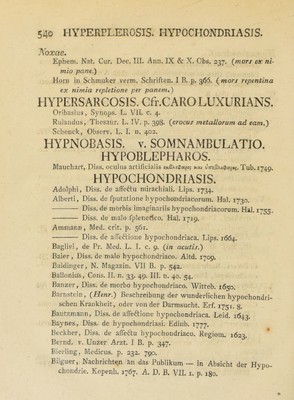 540 HYPERPLEROSIS. HYPOCHONDRIASIS.
Noxae.
Ephem. Nat. Cur. Dec. III. Ann. IX & X. Obs. 237. (mors ex ni-
mio pane.)
Horn in Schmuker verm. Schriften. I B. p. 366. (mors repentina
ex nimia repletione per panem.)
HYPERSARCOSIS. Cfr. CARO LUXURIANS.
Oribasius, Synops. L. VII. c. 4.
Rulandus, Thesaur. L. IV. p. 398. (crocus metallorum ad eam.)
Schenck, Observ. L. I. n. 402.
HYPNOBASIS. v. SOMNAMBULATIO.
HYPOBLEPHAROS.
Mauchart, Diss. oculus artificialis εκβλεφαρος και υποβλεφαρος. Tub. 1749.
HYPOCHONDRIASIS.
Adolphi, Diss. de affectu mirachiali. Lips. 1734.
Alberti, Diss. de sputatione hypochondriacorum. Hal. 1730.
——— Diss. de morbis imaginariis hypochondriacorum. Hal. 1755.
——— Diss. de malo splenetico. Hal. 1719.
Ammann, Med. crit. p. 561.
——— Diss. de affectione hypochondriaca. Lips. 1664.
Baglivi, de Pr. Med. L. I. c. 9. (in acutis.)
Baier, Diss. de malo hypochondriaco. Altd. 1709.
Baldinger, N. Magazin. VII B. p. 542.
Ballonius, Cons. II. n. 33. 49. III. n. 40. 54.
Banzer, Diss. de morbo hypochondriaco. Witteb. 1650.
Barnstein, (Henr.) Beschreibung der wunderlichen hypochondri-
schen Krankheit, oder von der Darmsucht. Erf. 1751. 8.
Bautzmann, Diss. de affectione hypochondriaca. Leid. 1643.
Baynes, Diss. de hypochondriasi. Edinb. 1777.
Beckher, Diss. de affectu hypochondriaco. Regiom. 1623.
Bernd. v. Unzer Arzt. I B. p. 347.
Bierling, Medicus. p. 232. 790.
Bilguer, Nachrichten an das Publikum — in Absicht der Hypo-
chondrie. Kopenh. 1767. A. D. B. VII 1. p. 180.